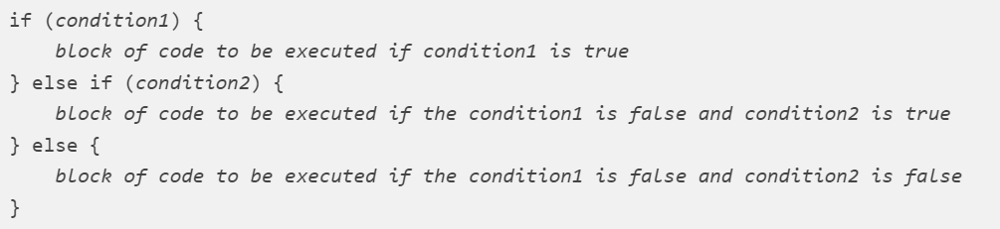 if (condition1) {
    block of code to be executed if condition1 is true
} else if (condition2) {
    block of code to be executed if the condition1 is false and condition2 is true
} else {
    block of code to be executed if the condition1 is false and condition2 is false
}